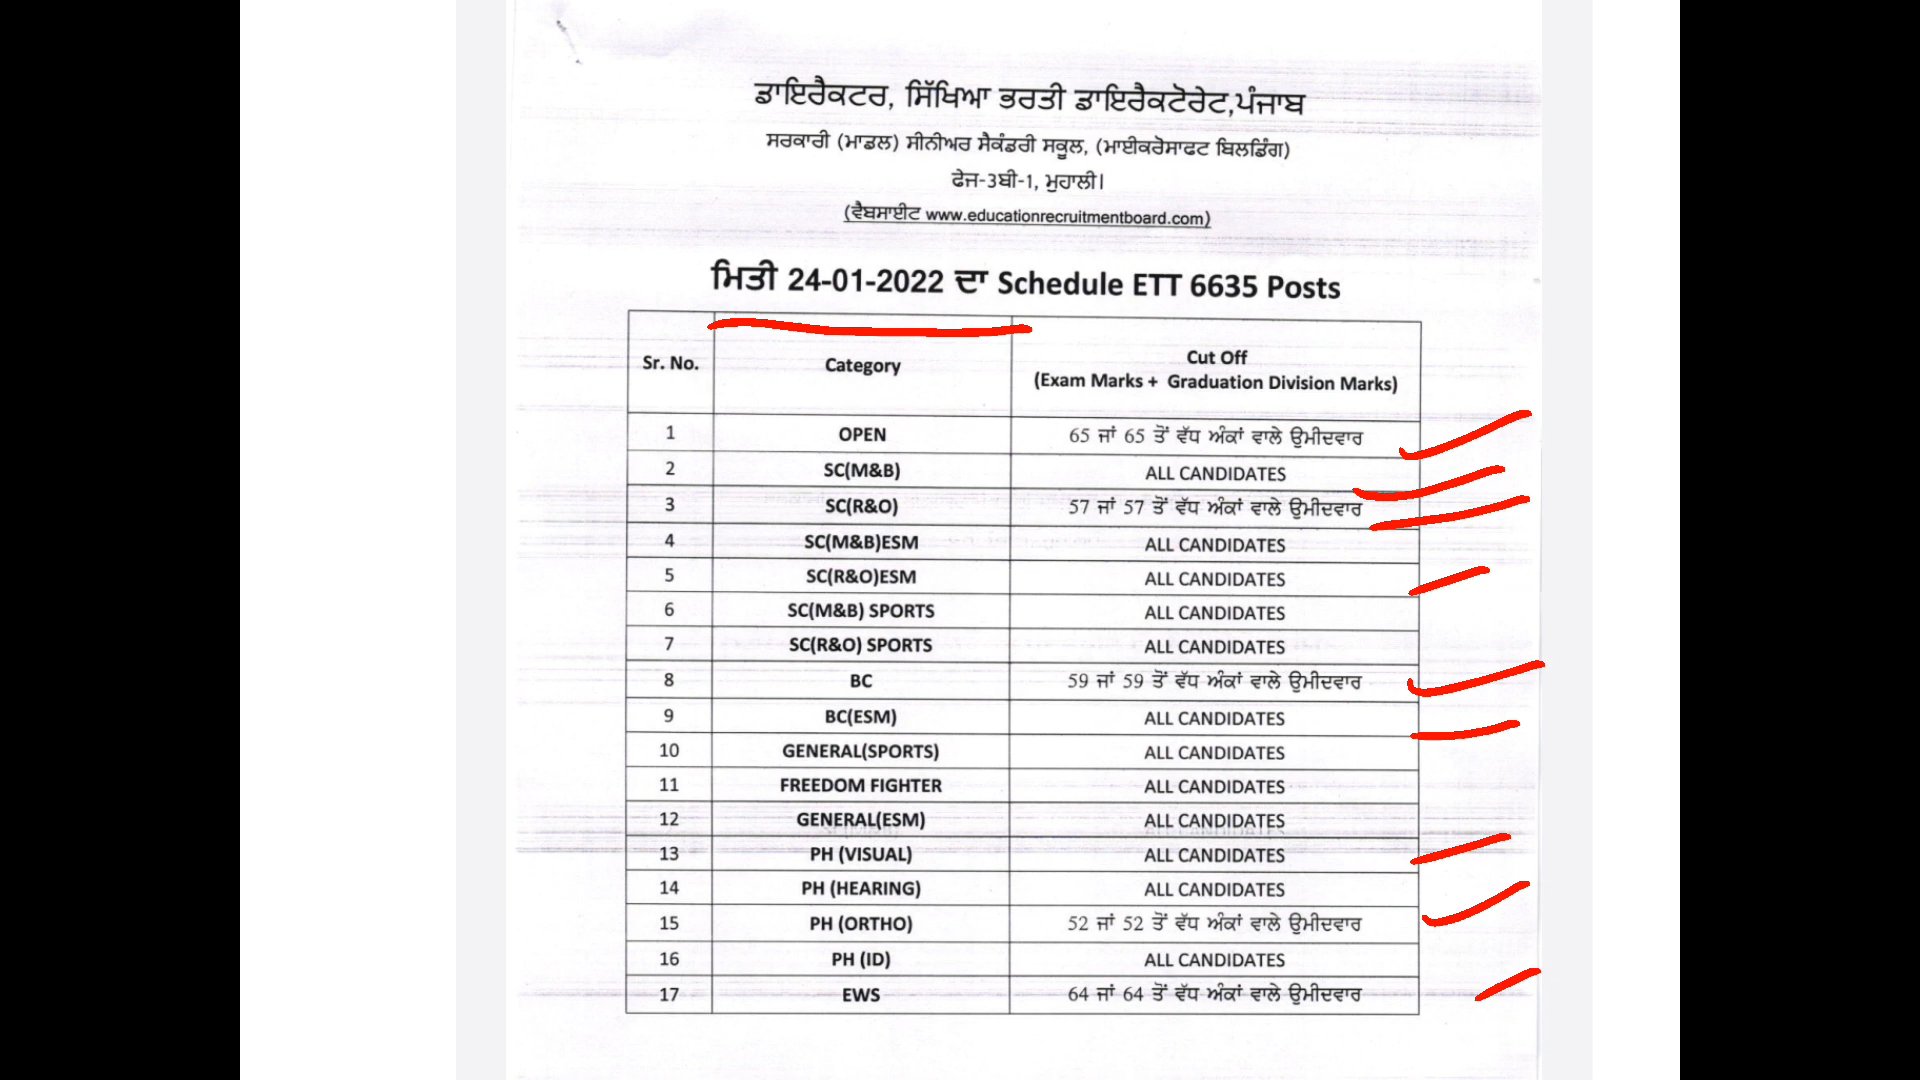 ਡਾਇਰੈਕਟਰ, ਸਿੱਖਿਆ ਭਰਤੀ ਡਾਇਰੈਕਟੋਰੇਟ,ਪੰਜਾਬ
ਸਰਕਾਰੀ (ਮਾਡਲ) ਸੀਨੀਅਰ ਸੈਕੰਡਰੀ ਸਕੂਲ, (ਮਾਈਕਰੋਸਾਫਟ ਬਿਲਡਿੰਗ)
ਫੇਜ-3ਬੀ-1, ਮੁਹਾਲੀ।
(ਵੈਬਸਾਈਟ www.educationrecruitmentboard.com)
ਮਿਤੀ 24-01-2022 ਦਾ Schedule ETT 6635 Posts
Sr. No. Category Cut Off (Exam Marks + Graduation Division Marks)
1 OPEN 65 ਜਾਂ 65 ਤੋਂ ਵੱਧ ਅੰਕਾਂ ਵਾਲੇ ਉਮੀਦਵਾਰ
2 SC(M&B) ALL CANDIDATES
3 SC(R&O) 57 ਜਾਂ 57 ਤੋਂ ਵੱਧ ਅੰਕਾਂ ਵਾਲੇ ਉਮੀਦਵਾਰ
4 SC(M&B)ESM ALL CANDIDATES
5 SC(R&O)ESM ALL CANDIDATES
6 SC(M&B) SPORTS ALL CANDIDATES
7 SC(R&O) SPORTS ALL CANDIDATES
8 BC 59 ਜਾਂ 59 ਤੋਂ ਵੱਧ ਅੰਕਾਂ ਵਾਲੇ ਉਮੀਦਵਾਰ
9 BC(ESM) ALL CANDIDATES
10 GENERAL(SPORTS) ALL CANDIDATES
11 FREEDOM FIGHTER ALL CANDIDATES
12 GENERAL(ESM) ALL CANDIDATES
13 PH (VISUAL) ALL CANDIDATES
14 PH (HEARING) ALL CANDIDATES
15 PH (ORTHO) 52 ਜਾਂ 52 ਤੋਂ ਵੱਧ ਅੰਕਾਂ ਵਾਲੇ ਉਮੀਦਵਾਰ
16 PH (ID) ALL CANDIDATES
17 EWS 64 ਜਾਂ 64 ਤੋਂ ਵੱਧ ਅੰਕਾਂ ਵਾਲੇ ਉਮੀਦਵਾਰ